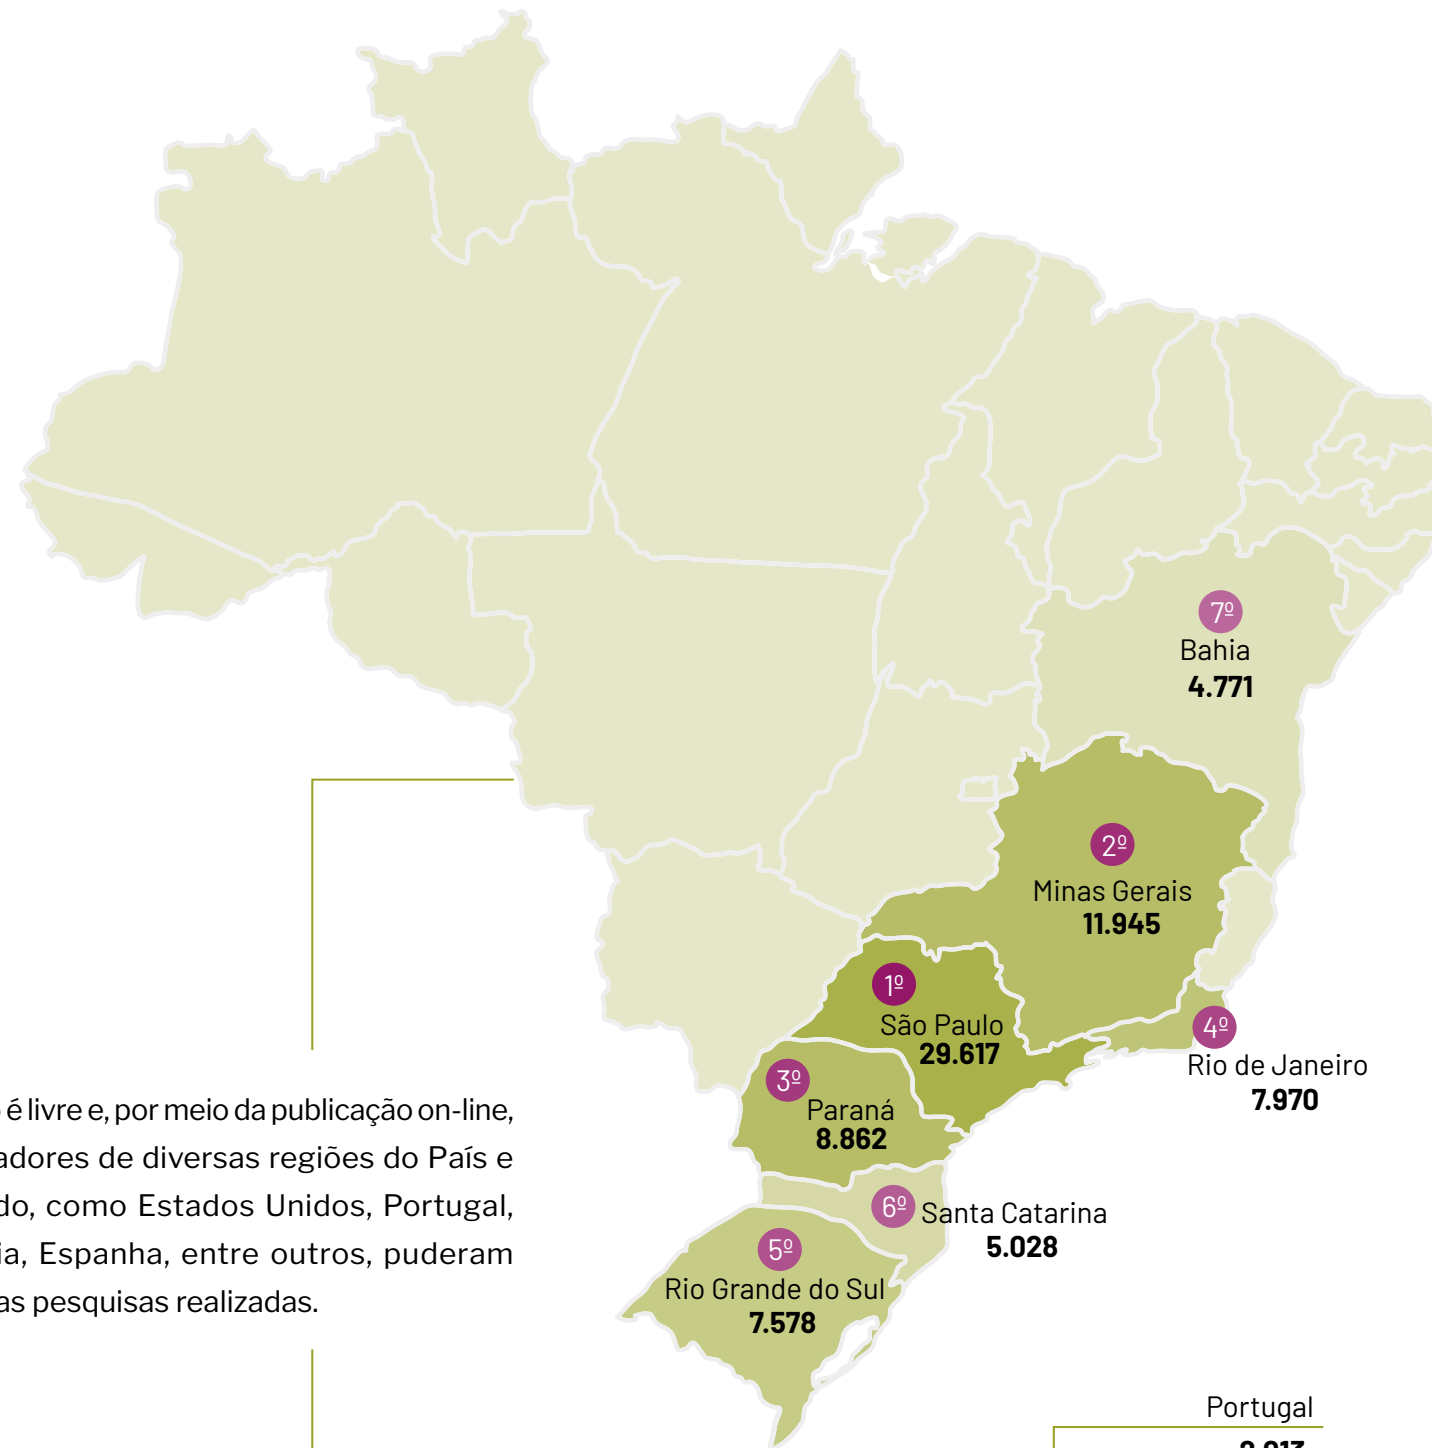 7º
Bahia
4.771
2º
Minas Gerais
11.945
1º
São Paulo
29.617
4º
Rio de Janeiro
7.970
3º
Paraná
8.862
6º
Santa Catarina
5.028
5º
Rio Grande do Sul
7.578
é livre e, por meio da publicação on-line,
adores de diversas regiões do País e
do, como Estados Unidos, Portugal,
ia, Espanha, entre outros, puderam
as pesquisas realizadas.
Portugal